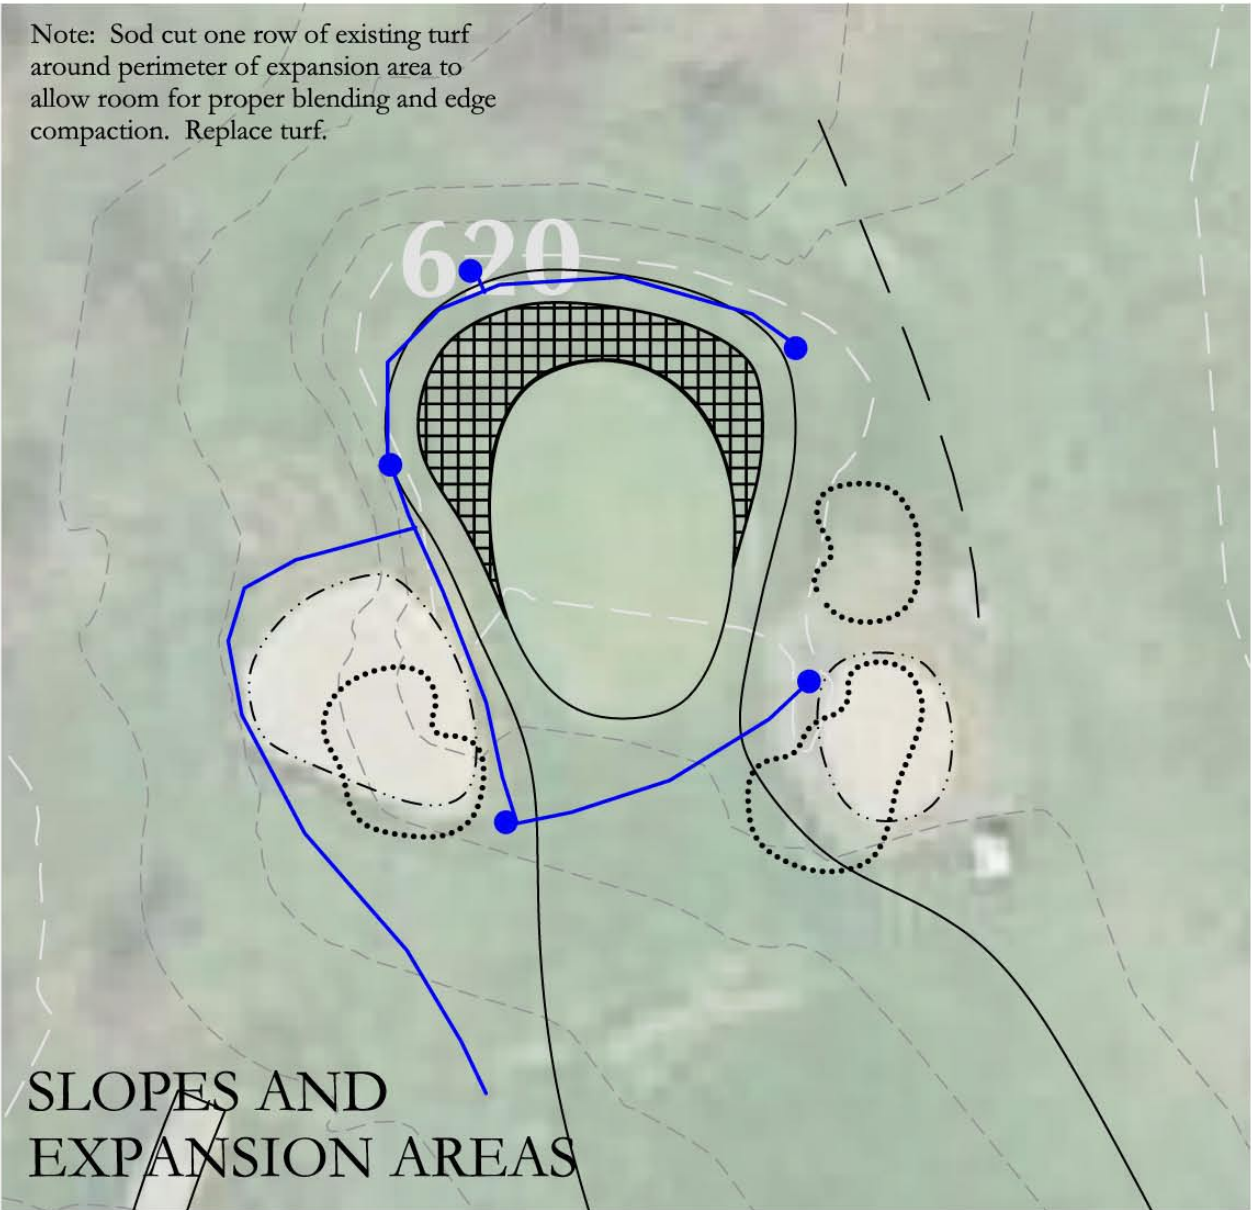 Note:  Sod cut one row of existing turf
around perimeter of expansion area to
allow room for proper blending and edge
compaction.  Replace turf.
620
SLOPES AND
EXPANSION AREAS